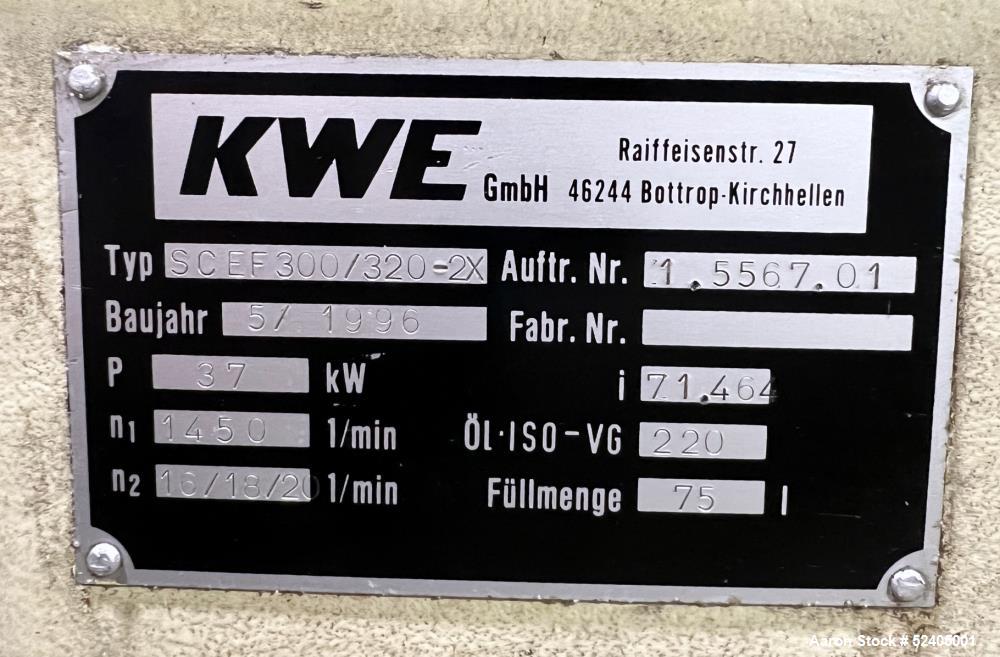 KWE GmbH
Raiffeisenstr. 27
46244 Bottrop-Kirchhellen
Typ SCEF300/320-2X Auftr. Nr. 1.5567.01
Baujahr 5/ 1996 Fabr. Nr.
P 37 kW i 71.464
n1 1450 1/min Öl·ISO-VG 220
n2 16/18/20 1/min Füllmenge 75 l
Aaron Stock # 52405001